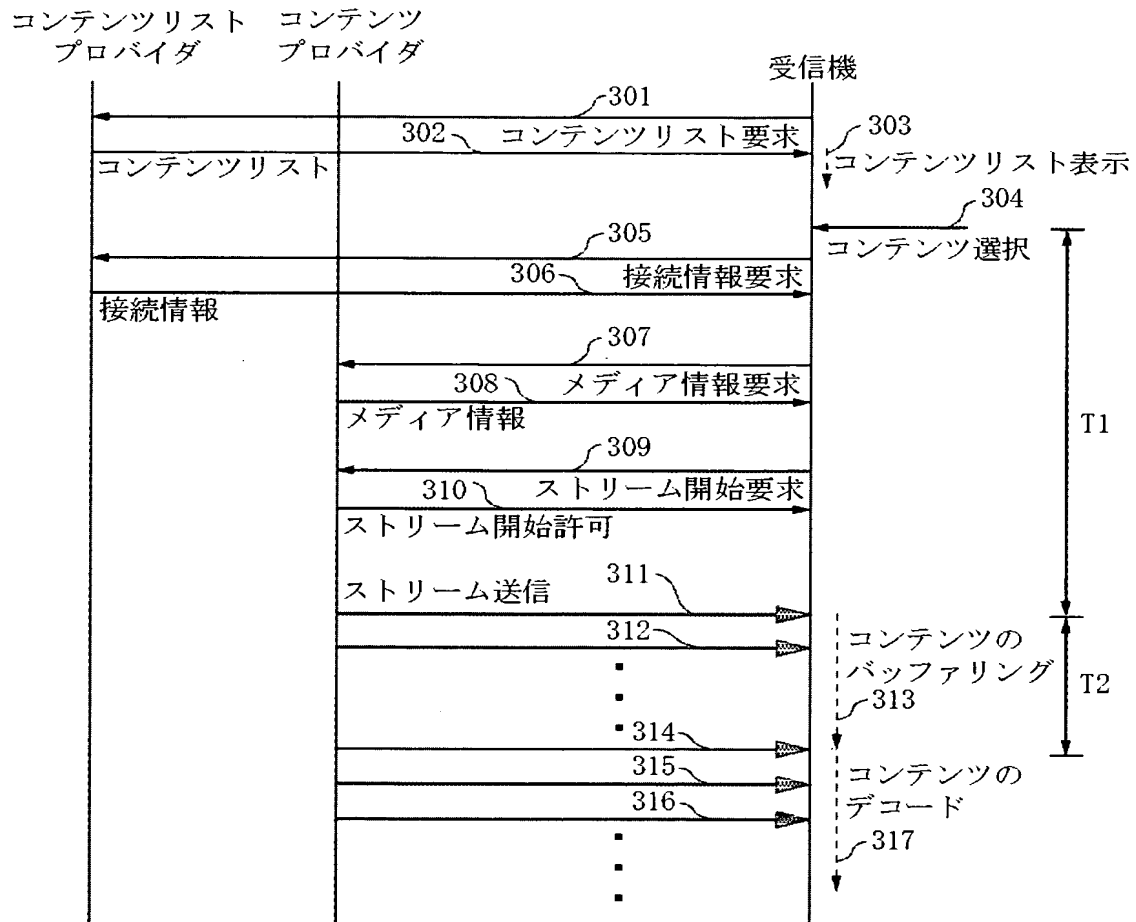 コンテンツリスト
プロバイダ
コンテンツ
プロバイダ
受信機
301
302
コンテンツリスト要求
303
コンテンツリスト
コンテンツリスト表示
304
305
コンテンツ選択
306
接続情報要求
接続情報
307
308
メディア情報要求
メディア情報
T1
309
310
ストリーム開始要求
ストリーム開始許可
ストリーム送信
311
312
コンテンツの
バッファリング
313
T2
314
315
コンテンツの
デコード
316
317